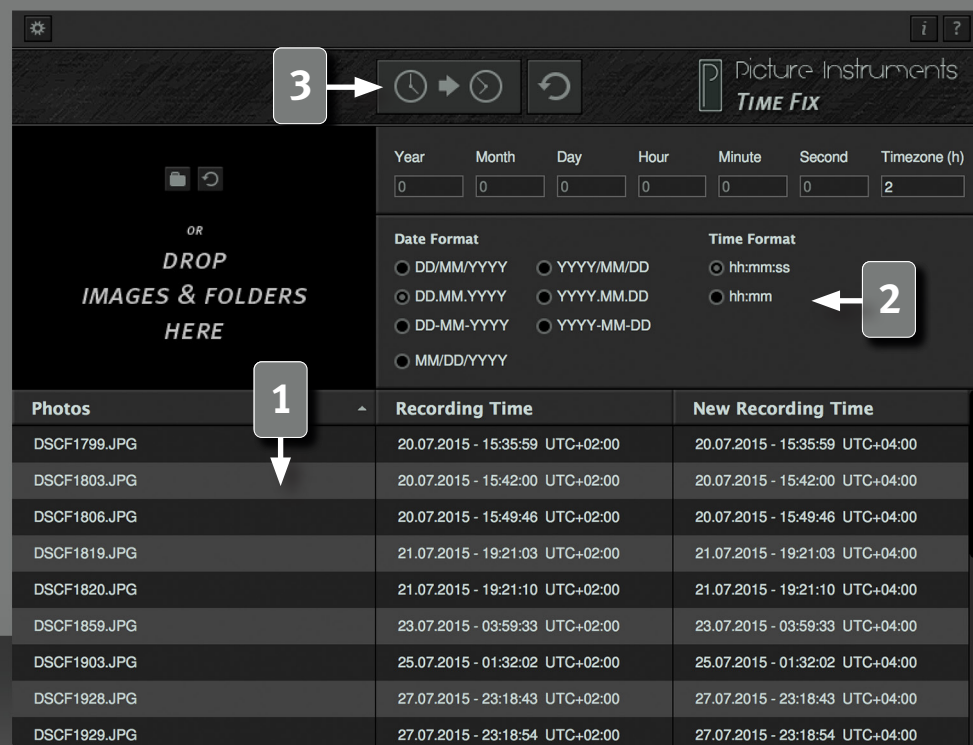 i ?
3
Picture Instruments
TIME FIX
Year Month Day Hour Minute Second Timezone (h)
0 0 0 0 0 0 2
OR
DROP
IMAGES & FOLDERS
HERE
Date Format Time Format
DD/MM/YYYY YYYY/MM/DD hh:mm:ss
DD.MM.YYYY YYYY.MM.DD hh:mm
DD-MM-YYYY YYYY-MM-DD
MM/DD/YYYY
2
1
Photos Recording Time New Recording Time
DSCF1799.JPG 20.07.2015 - 15:35:59 UTC+02:00 20.07.2015 - 15:35:59 UTC+04:00
DSCF1803.JPG 20.07.2015 - 15:42:00 UTC+02:00 20.07.2015 - 15:42:00 UTC+04:00
DSCF1806.JPG 20.07.2015 - 15:49:46 UTC+02:00 20.07.2015 - 15:49:46 UTC+04:00
DSCF1819.JPG 21.07.2015 - 19:21:03 UTC+02:00 21.07.2015 - 19:21:03 UTC+04:00
DSCF1820.JPG 21.07.2015 - 19:21:10 UTC+02:00 21.07.2015 - 19:21:10 UTC+04:00
DSCF1859.JPG 23.07.2015 - 03:59:33 UTC+02:00 23.07.2015 - 03:59:33 UTC+04:00
DSCF1903.JPG 25.07.2015 - 01:32:02 UTC+02:00 25.07.2015 - 01:32:02 UTC+04:00
DSCF1928.JPG 27.07.2015 - 23:18:43 UTC+02:00 27.07.2015 - 23:18:43 UTC+04:00
DSCF1929.JPG 27.07.2015 - 23:18:54 UTC+02:00 27.07.2015 - 23:18:54 UTC+04:00